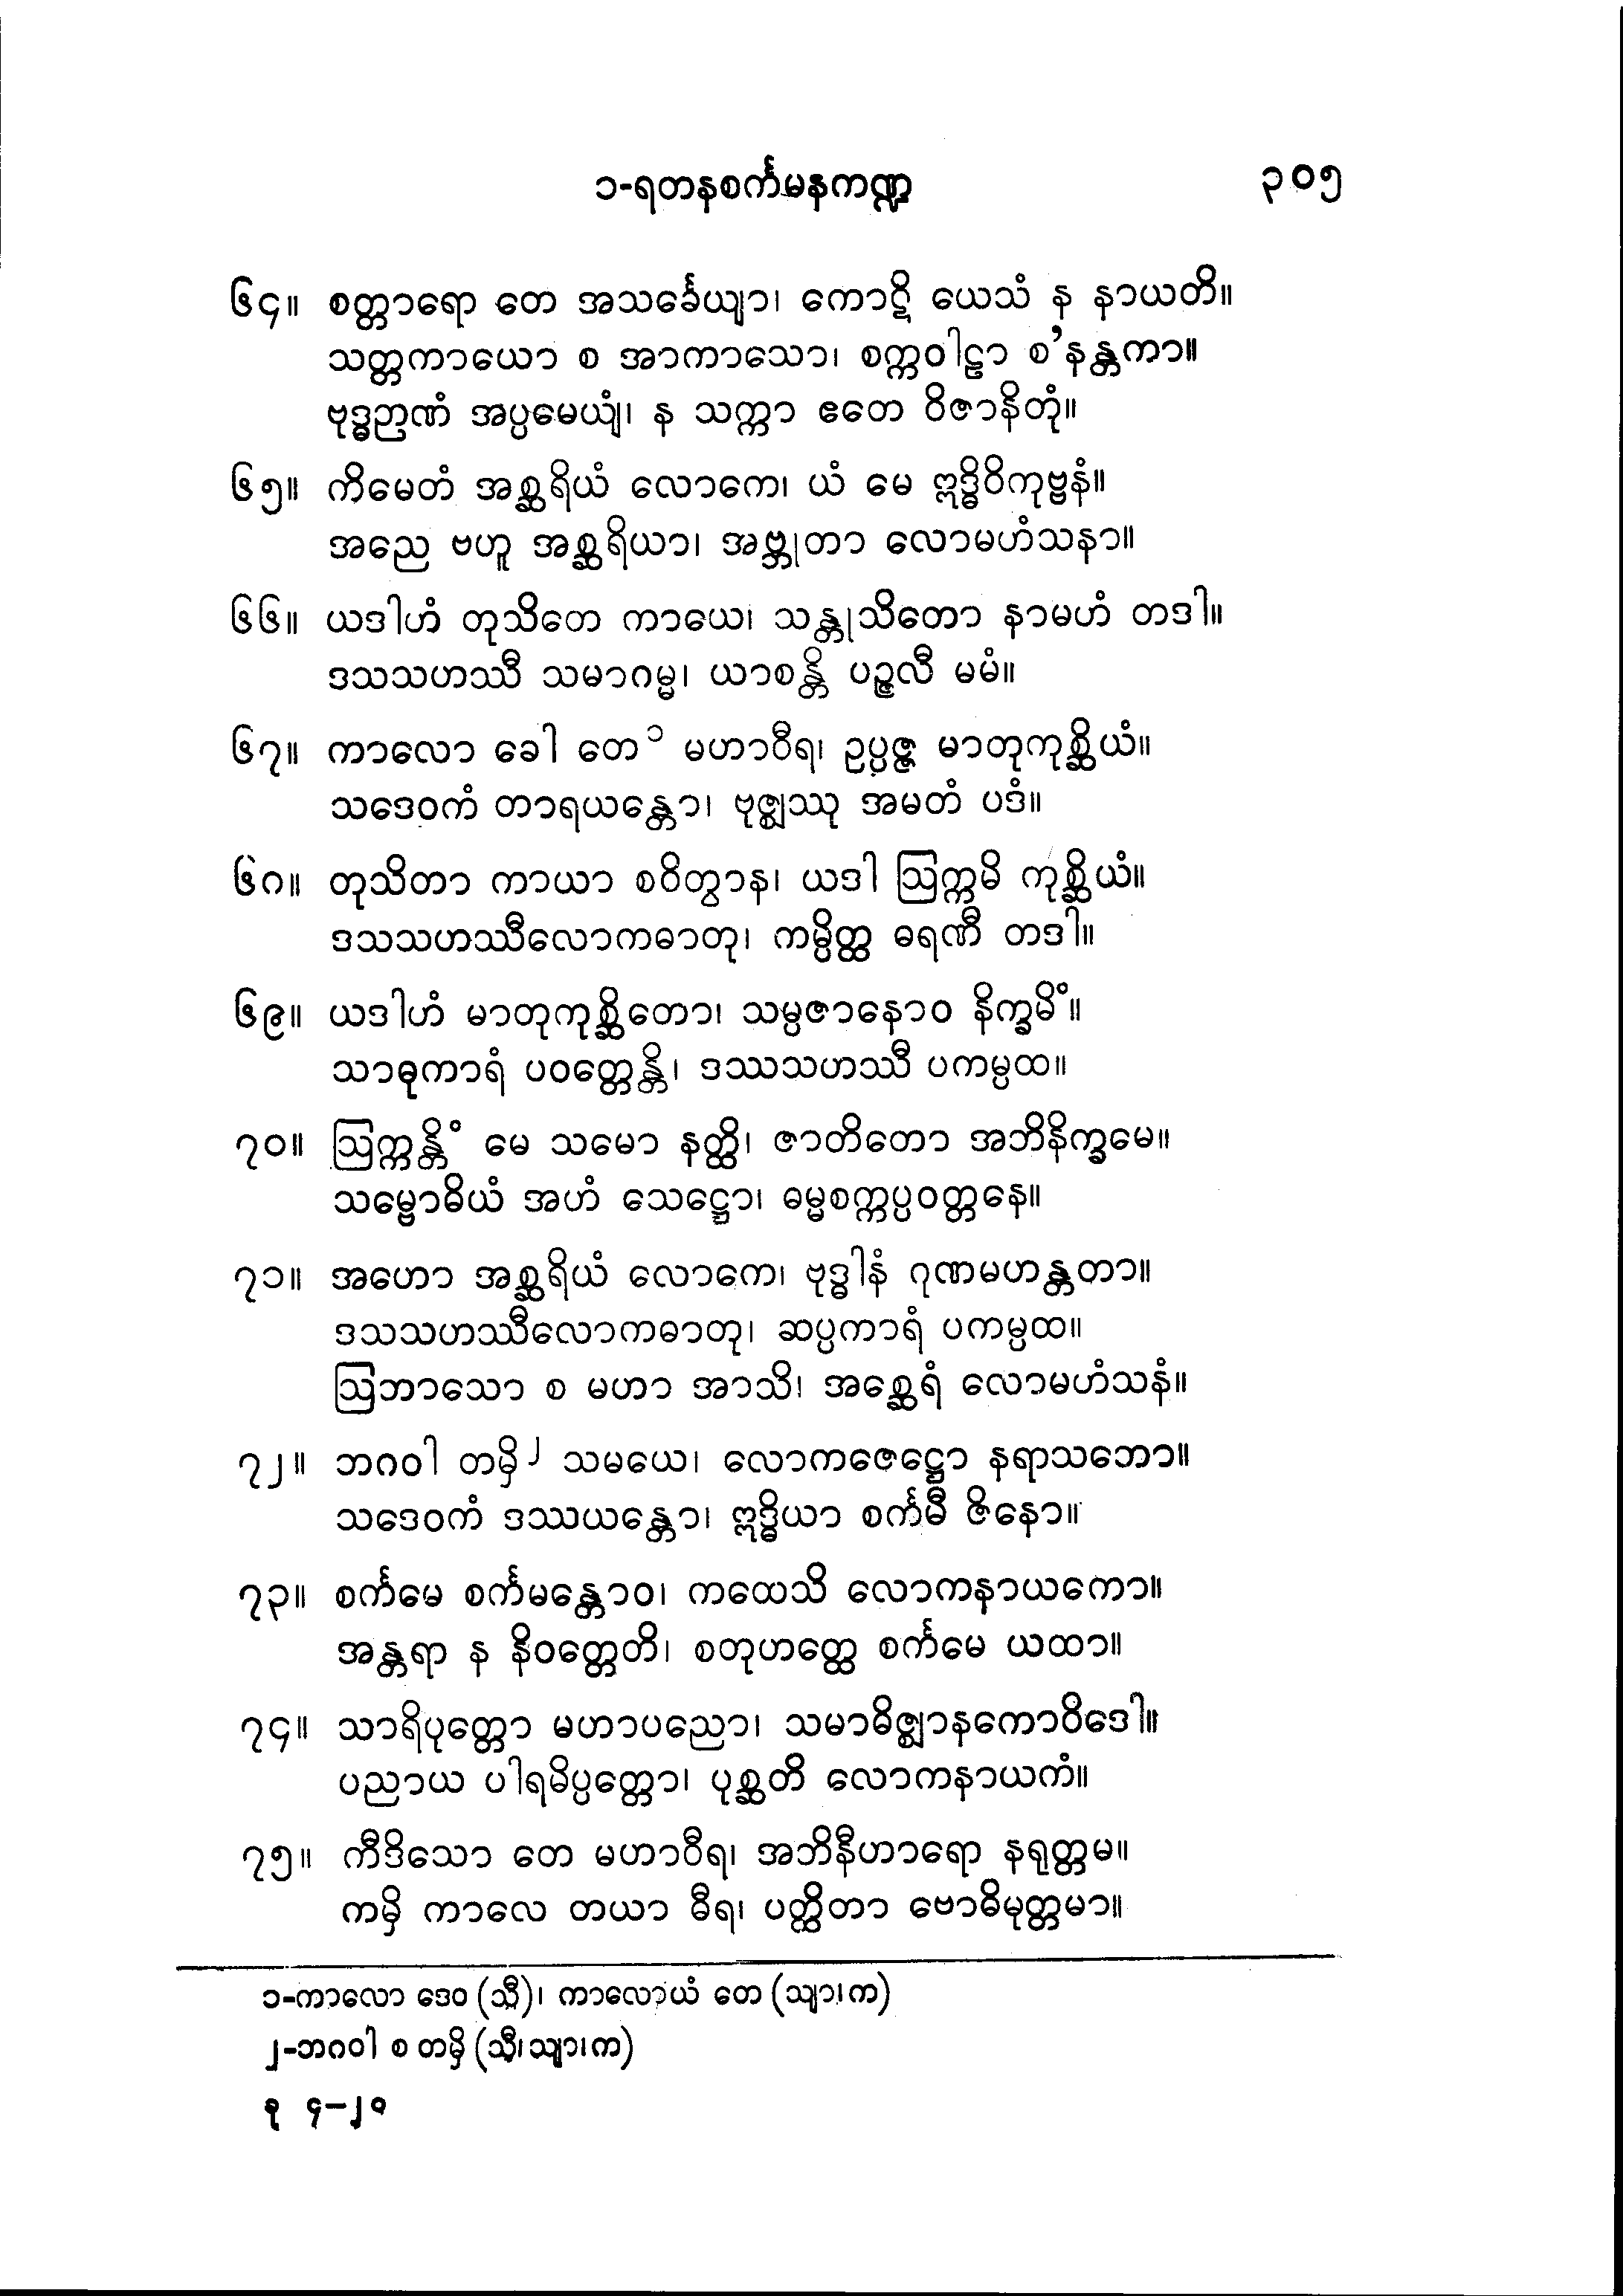 ၁-ရတနစင်္ကမနကဏ္ဍ ၃၀၅
၆၄။ စတ္တာရော တေ အသင်္ခေယျာ၊ ကောဋိ ယေသံ န နာယတိ။
သတ္တကာယော စ အာကာသော၊ စက္ကဝါဠာ စ’နန္တကာ။
ဗုဒ္ဓဉာဏံ အပ္ပမေယျံ၊ န သက္ကာ ဧတေ ဝိဇာနိတုံ။
၆၅။ ကိမေတံ အစ္ဆရိယံ လောကေ၊ ယံ မေ ဣဒ္ဓိဝိကုဗ္ဗနံ။
အညေ ဗဟူ အစ္ဆရိယာ၊ အဗ္ဘုတာ လောမဟံသနာ။
၆၆။ ယဒါဟံ တုသိတေ ကာယေ၊ သန္တုသိတော နာမဟံ တဒါ။
ဒသသဟဿီ သမာဂမ္မ၊ ယာစန္တိ ပဉ္ဇလီ မမံ။
၆၇။ ကာလော ခေါ တေ ၁ မဟာဝီရ၊ ဥပ္ပဇ္ဇ မာတုကုစ္ဆိယံ။
သဒေဝကံ တာရယန္တော၊ ဗုဇ္ဈဿု အမတံ ပဒံ။
၆၈။ တုသိတာ ကာယာ စဝိတွာန၊ ယဒါ ဩက္ကမိ ကုစ္ဆိယံ။
ဒသသဟဿီလောကဓာတု၊ ကမ္ပိတ္ထ ဓရဏီ တဒါ။
၆၉။ ယဒါဟံ မာတုကုစ္ဆိတော၊ သမ္ပဇာနောဝ နိက္ခမိံ။
သာဓုကာရံ ပဝတ္တေန္တိ၊ ဒဿသဟဿီ ပကမ္ပထ။
၇၀။ ဩက္ကန္တိံ မေ သမော နတ္ထိ၊ ဇာတိတော အဘိနိက္ခမေ။
သမ္ဗောဓိယံ အဟံ သေဋ္ဌော၊ ဓမ္မစက္ကပ္ပဝတ္တနေ။
၇၁။ အဟော အစ္ဆရိယံ လောကေ၊ ဗုဒ္ဓါနံ ဂုဏမဟန္တတာ။
ဒသသဟဿီလောကဓာတု၊ ဆပ္ပကာရံ ပကမ္ပထ။
ဩဘာသော စ မဟာ အာသိ၊ အစ္ဆေရံ လောမဟံသနံ။
၇၂။ ဘဂဝါ တမှိ ၂ သမယေ၊ လောကဇေဋ္ဌော နရာသဘော။
သဒေဝကံ ဒဿယန္တော၊ ဣဒ္ဓိယာ စင်္ကမီ ဇိနော။
၇၃။ စင်္ကမေ စင်္ကမန္တောဝ၊ ကထေသိ လောကနာယကော။
အန္တရာ န နိဝတ္တေတိ၊ စတုဟတ္ထေ စင်္ကမေ ယထာ။
၇၄။ သာရိပုတ္တော မဟာပညော၊ သမာဓိဇ္ဈာနကောဝိဒေါ။
ပညာယ ပါရမိပ္ပတ္တော၊ ပုစ္ဆတိ လောကနာယကံ။
၇၅။ ကီဒိသော တေ မဟာဝီရ၊ အဘိနီဟာရော နရုတ္တမ။
ကမှိ ကာလေ တယာ ဓီရ၊ ပတ္ထိတာ ဗောဓိမုတ္တမာ။
၁-ကာလော ဒေဝ (သီ)၊ ကာလောယံ တေ (သျာ၊က)
၂-ဘဂဝါ စ တမှိ (သီ၊သျာ၊က)
ခု ၄-၂၀